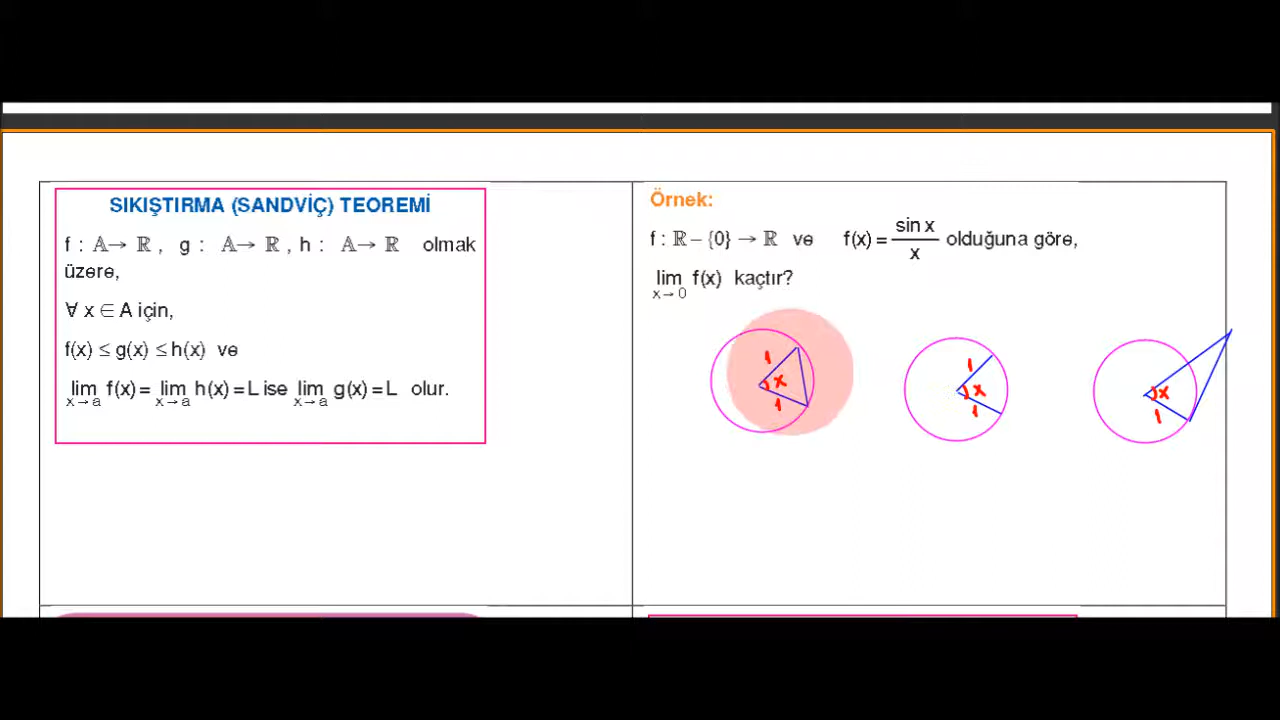 SIKIŞTIRMA (SANDVİÇ) TEOREMİ
f : A→ ℝ , g : A→ ℝ , h : A→ ℝ olmak
üzere,
∀ x ∈ A için,
f(x) ≤ g(x) ≤ h(x) ve
lim x→a f(x) = lim x→a h(x) = L ise lim x→a g(x) = L olur.
Örnek:
f : ℝ – {0} → ℝ ve f(x) = sin x / x olduğuna göre,
lim x→0 f(x) kaçtır?
1 x 1
1 x 1
x 1